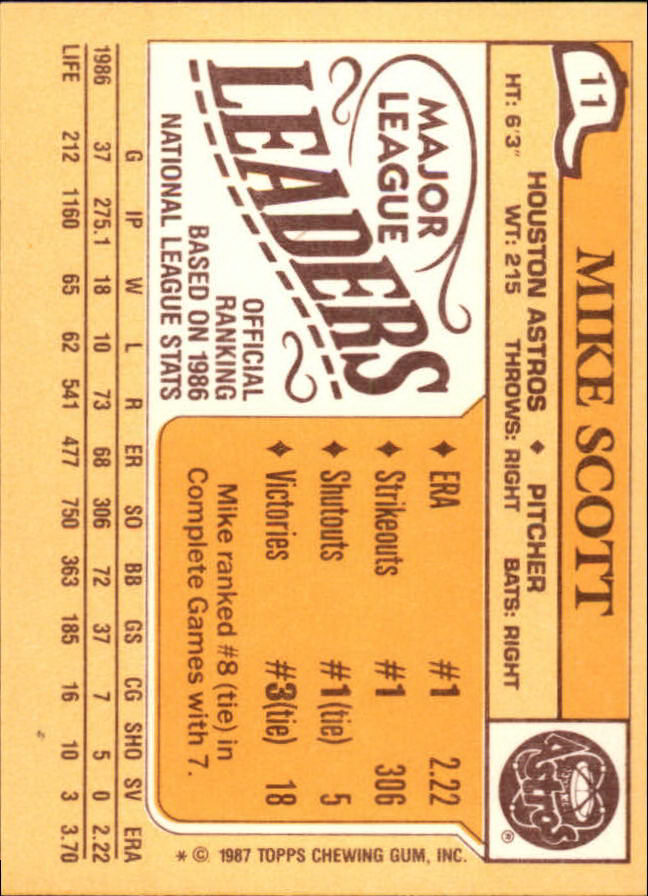 11
MIKE SCOTT
HOUSTON ASTROS ♦ PITCHER
HT: 6'3" WT: 215 THROWS: RIGHT BATS: RIGHT
Astros
®
MAJOR
LEAGUE
LEADERS
OFFICIAL
RANKING
BASED ON 1986
NATIONAL LEAGUE STATS
♦ ERA #1 2.22
♦ Strikeouts #1 306
♦ Shutouts #1 (tie) 5
♦ Victories #3 (tie) 18
Mike ranked #8 (tie) in
Complete Games with 7.
* © 1987 TOPPS CHEWING GUM, INC.
G IP W L R ER SO BB GS CG SHO SV ERA
1986 37 275.1 18 10 73 68 306 72 37 7 5 0 2.22
LIFE 212 1160 65 62 541 477 750 363 185 16 10 3 3.70